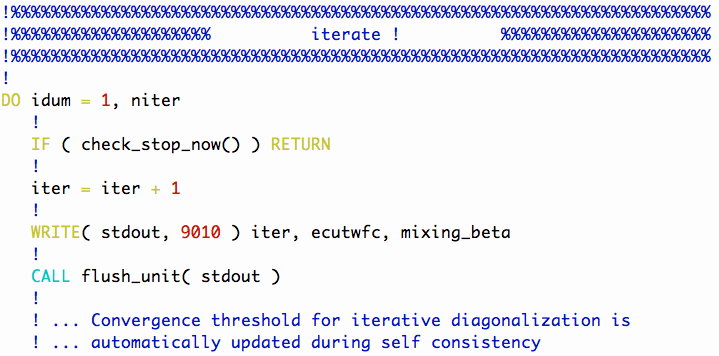 !%%%%%%%%%%%%%%%%%%%%%%%%%%%%%%%%%%%%%%%%%%%%%%%%%%%%%%%%%%%%%%%%%%%%%%
!%%%%%%%%%%%%%%%%%%%%          iterate !          %%%%%%%%%%%%%%%%%%%%%
!%%%%%%%%%%%%%%%%%%%%%%%%%%%%%%%%%%%%%%%%%%%%%%%%%%%%%%%%%%%%%%%%%%%%%%
!
DO idum = 1, niter
   !
   IF ( check_stop_now() ) RETURN
   !
   iter = iter + 1
   !
   WRITE( stdout, 9010 ) iter, ecutwfc, mixing_beta
   !
   CALL flush_unit( stdout )
   !
   ! ... Convergence threshold for iterative diagonalization is
   ! ... automatically updated during self consistency